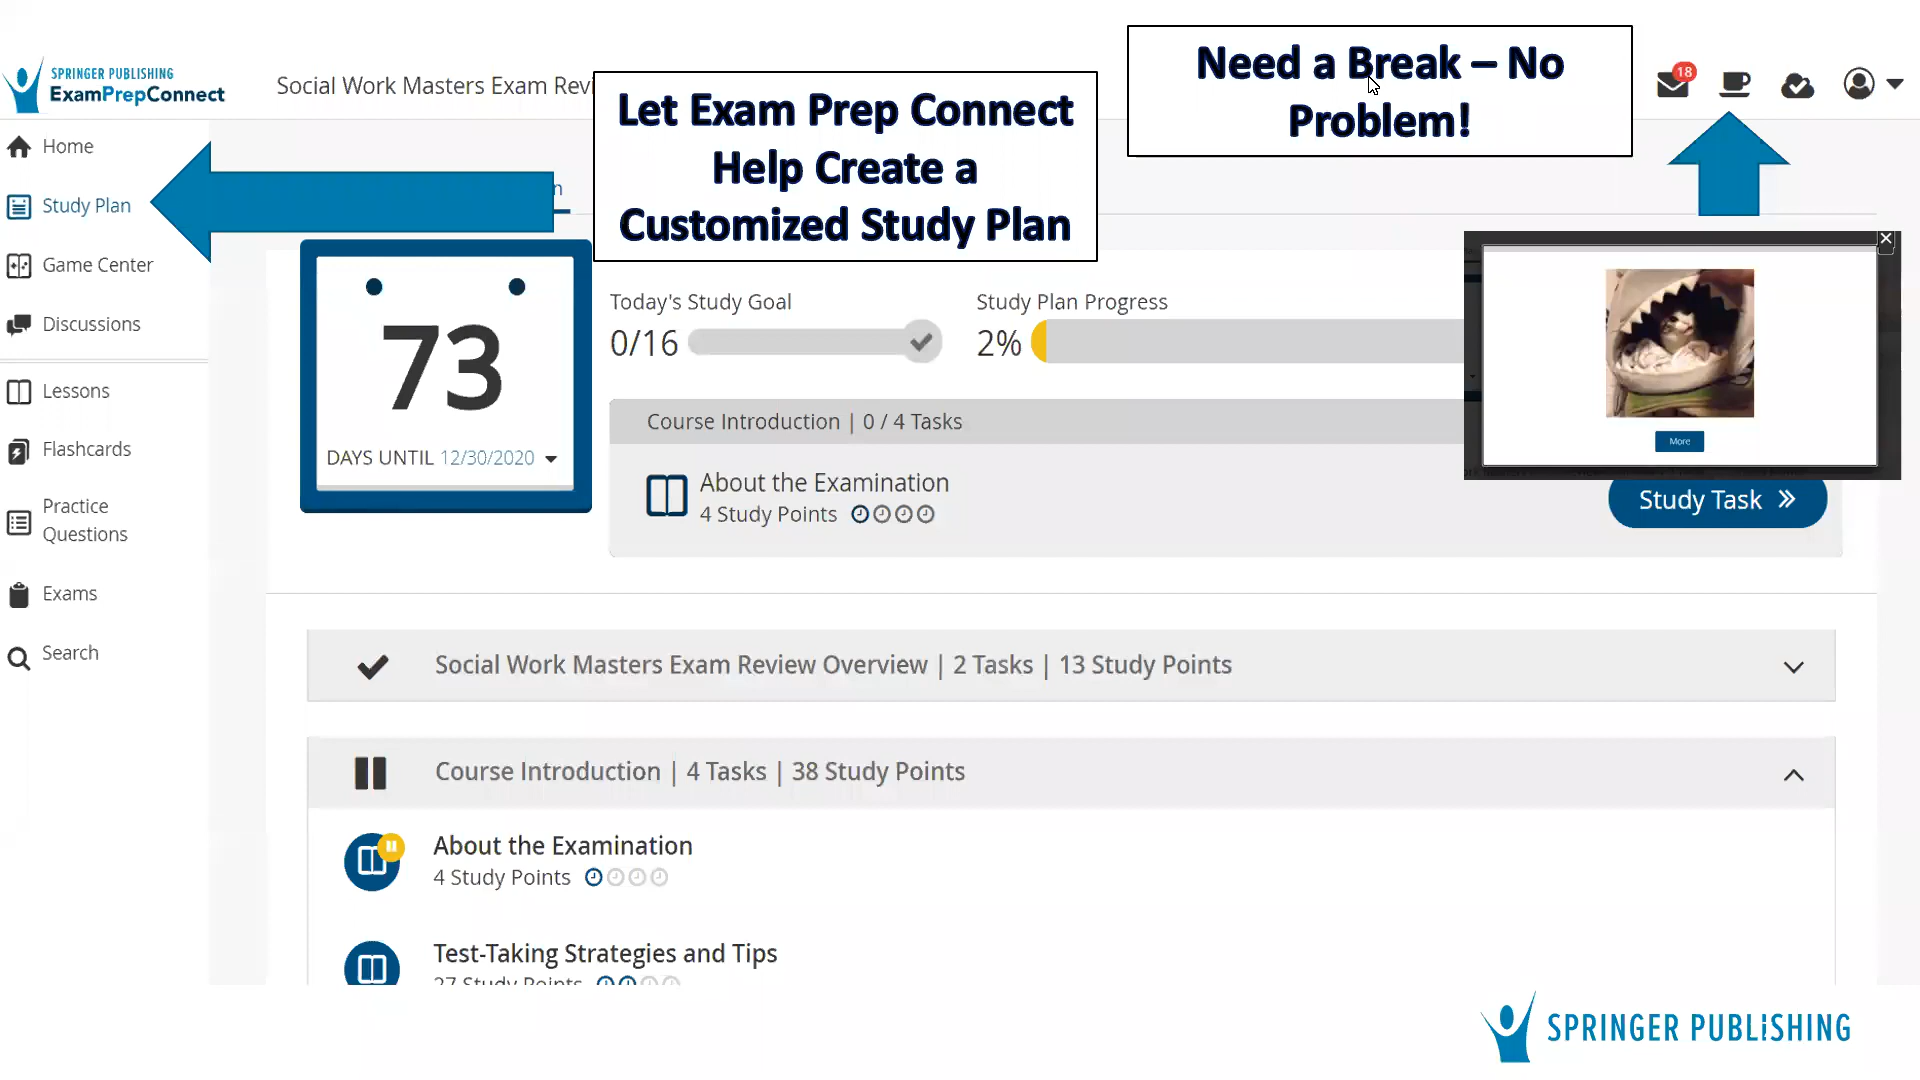 SPRINGER PUBLISHING
ExamPrepConnect
Social Work Masters Exam Revi
Let Exam Prep Connect
Help Create a
Customized Study Plan
Need a Break – No
Problem!
18
Home
Study Plan
Game Center
Discussions
Lessons
Flashcards
Practice
Questions
Exams
Search
n
73
DAYS UNTIL 12/30/2020
Today's Study Goal
0/16
Study Plan Progress
2%
Course Introduction | 0 / 4 Tasks
About the Examination
4 Study Points
More
Study Task
Social Work Masters Exam Review Overview | 2 Tasks | 13 Study Points
Course Introduction | 4 Tasks | 38 Study Points
About the Examination
4 Study Points
Test-Taking Strategies and Tips
27 Study Points
SPRINGER PUBLISHING